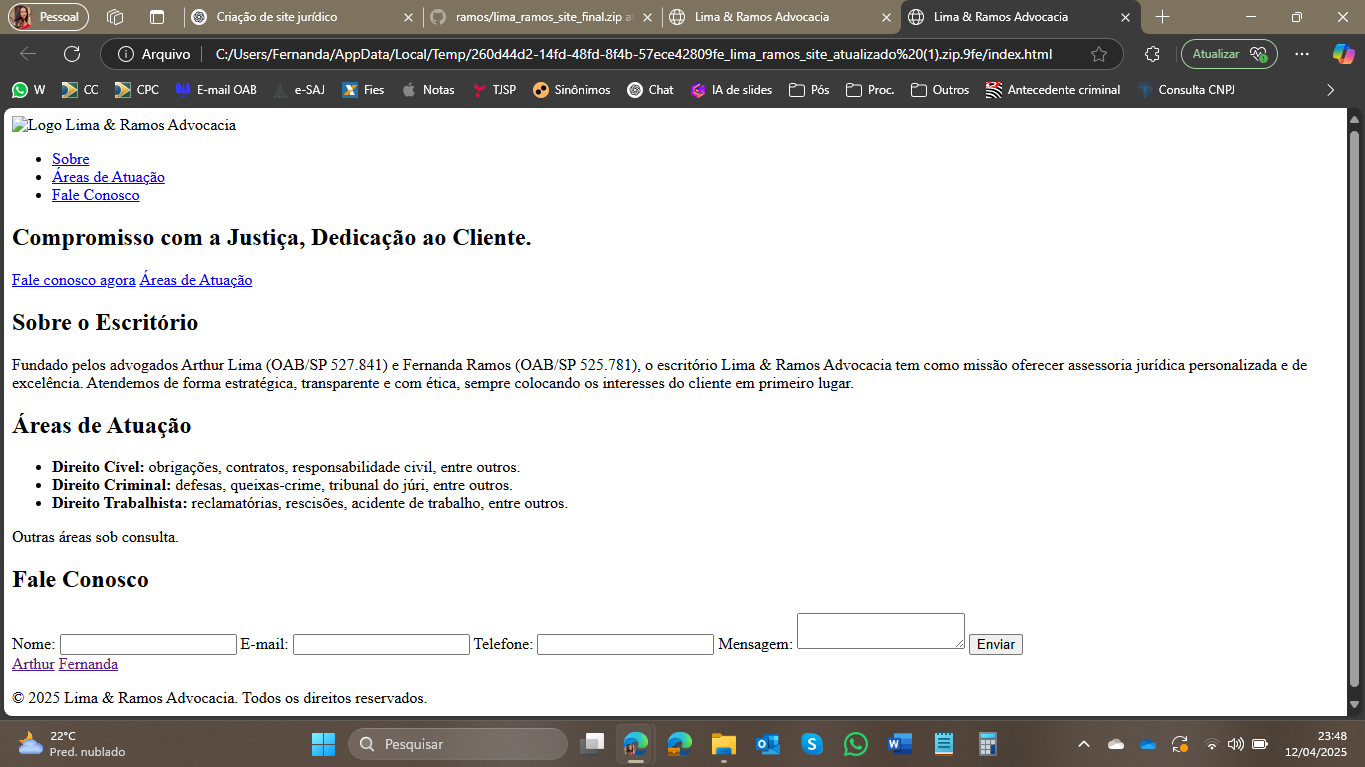 Pessoal
Criação de site jurídico
ramos/lima_ramos_site_final.zip a
Lima & Ramos Advocacia
Lima & Ramos Advocacia
Arquivo
C:/Users/Fernanda/AppData/Local/Temp/260d44d2-14fd-48fd-8f4b-57ece42809fe_lima_ramos_site_atualizado%20(1).zip.9fe/index.html
Atualizar
W
CC
CPC
E-mail OAB
e-SAJ
Fies
Notas
TJSP
Sinônimos
Chat
IA de slides
Pós
Proc.
Outros
Antecedente criminal
Consulta CNPJ
Logo Lima & Ramos Advocacia
Sobre
Áreas de Atuação
Fale Conosco
Compromisso com a Justiça, Dedicação ao Cliente.
Fale conosco agora Áreas de Atuação
Sobre o Escritório
Fundado pelos advogados Arthur Lima (OAB/SP 527.841) e Fernanda Ramos (OAB/SP 525.781), o escritório Lima & Ramos Advocacia tem como missão oferecer assessoria jurídica personalizada e de
excelência. Atendemos de forma estratégica, transparente e com ética, sempre colocando os interesses do cliente em primeiro lugar.
Áreas de Atuação
Direito Cível: obrigações, contratos, responsabilidade civil, entre outros.
Direito Criminal: defesas, queixas-crime, tribunal do júri, entre outros.
Direito Trabalhista: reclamatórias, rescisões, acidente de trabalho, entre outros.
Outras áreas sob consulta.
Fale Conosco
Nome: E-mail: Telefone: Mensagem: Enviar
Arthur Fernanda
© 2025 Lima & Ramos Advocacia. Todos os direitos reservados.
22°C
Pred. nublado
Pesquisar
23:48
12/04/2025